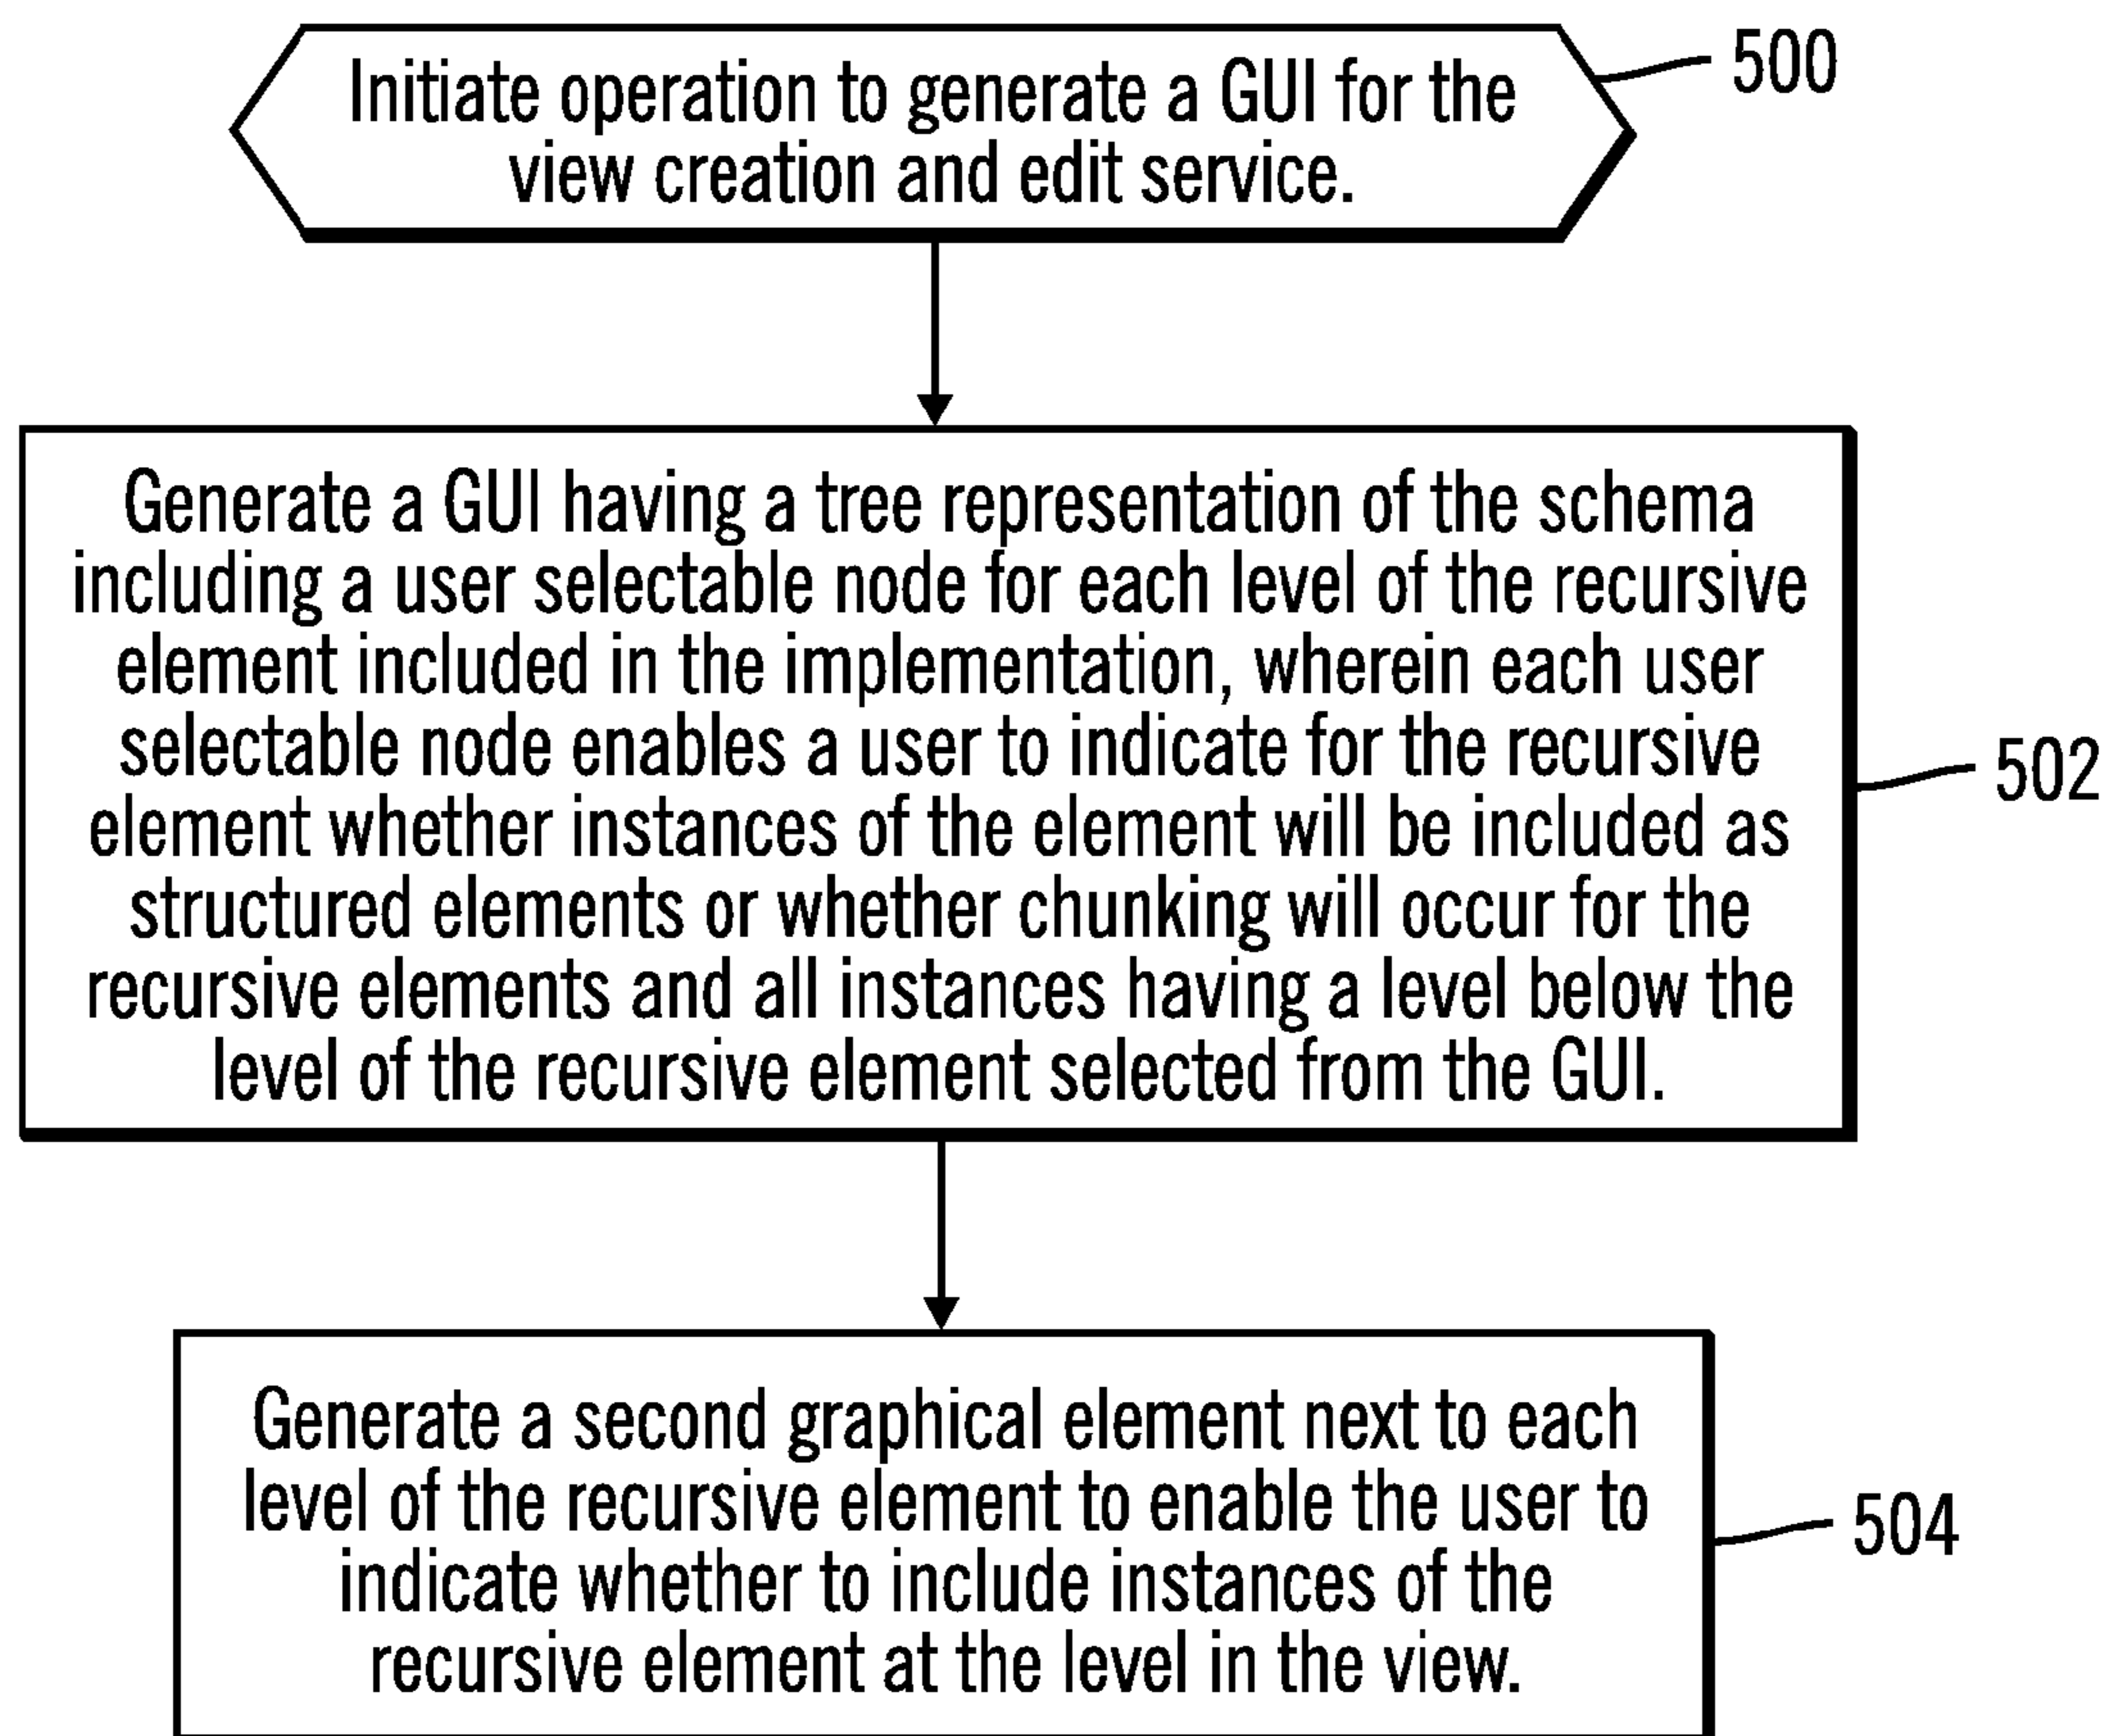 Initiate operation to generate a GUI for the
view creation and edit service.
500
Generate a GUI having a tree representation of the schema
including a user selectable node for each level of the recursive
element included in the implementation, wherein each user
selectable node enables a user to indicate for the recursive
element whether instances of the element will be included as
structured elements or whether chunking will occur for the
recursive elements and all instances having a level below the
level of the recursive element selected from the GUI.
502
Generate a second graphical element next to each
level of the recursive element to enable the user to
indicate whether to include instances of the
recursive element at the level in the view.
504